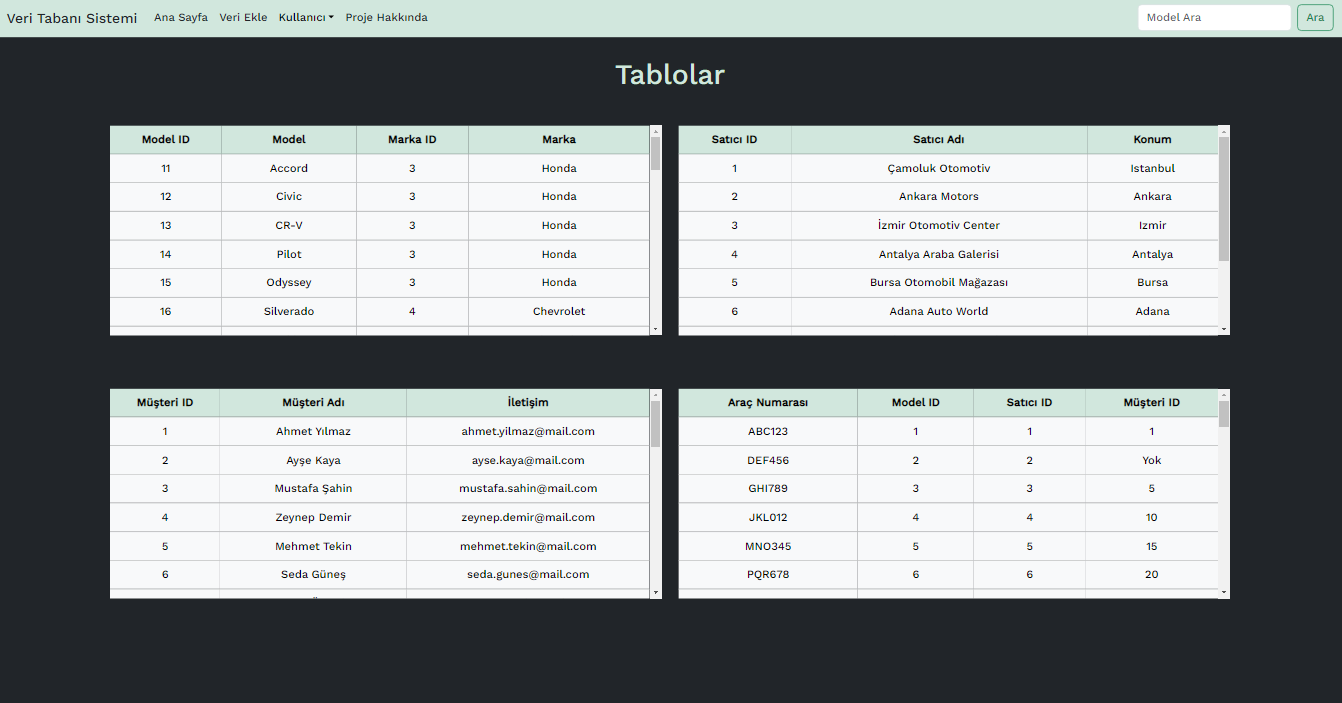 Veri Tabanı Sistemi Ana Sayfa Veri Ekle Kullanıcı Proje Hakkında Model Ara Ara
Tablolar
Model ID Model Marka ID Marka
11 Accord 3 Honda
12 Civic 3 Honda
13 CR-V 3 Honda
14 Pilot 3 Honda
15 Odyssey 3 Honda
16 Silverado 4 Chevrolet
Satıcı ID Satıcı Adı Konum
1 Çamoluk Otomotiv Istanbul
2 Ankara Motors Ankara
3 İzmir Otomotiv Center Izmir
4 Antalya Araba Galerisi Antalya
5 Bursa Otomobil Mağazası Bursa
6 Adana Auto World Adana
Müşteri ID Müşteri Adı İletişim
1 Ahmet Yılmaz ahmet.yilmaz@mail.com
2 Ayşe Kaya ayse.kaya@mail.com
3 Mustafa Şahin mustafa.sahin@mail.com
4 Zeynep Demir zeynep.demir@mail.com
5 Mehmet Tekin mehmet.tekin@mail.com
6 Seda Güneş seda.gunes@mail.com
Araç Numarası Model ID Satıcı ID Müşteri ID
ABC123 1 1 1
DEF456 2 2 Yok
GHI789 3 3 5
JKL012 4 4 10
MNO345 5 5 15
PQR678 6 6 20